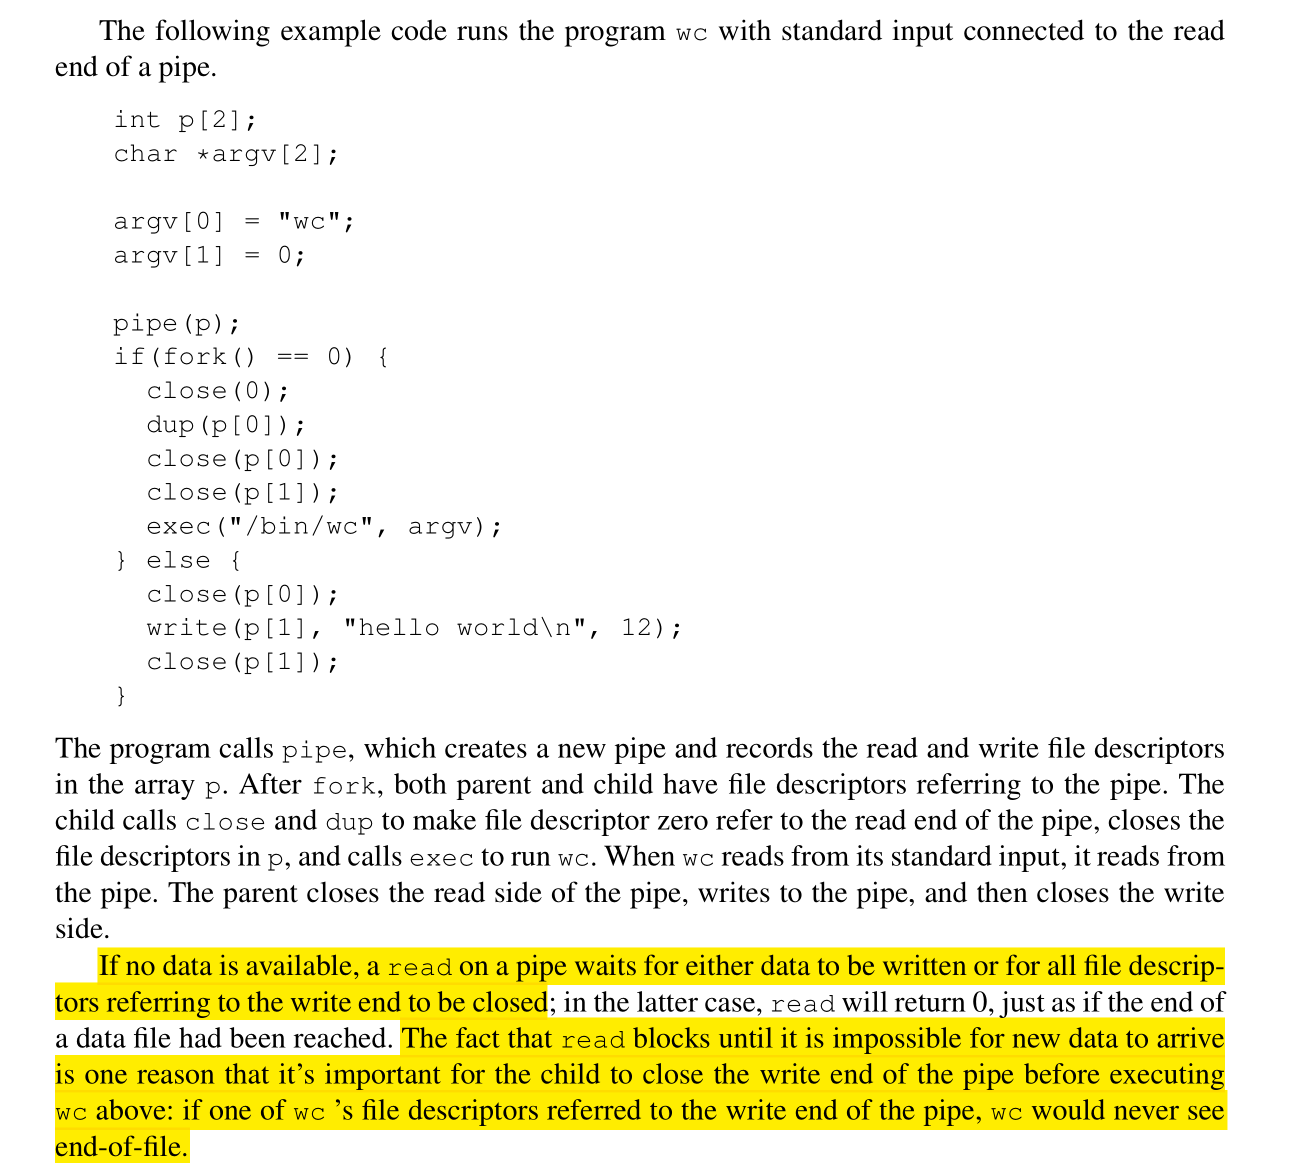 The following example code runs the program wc with standard input connected to the read
end of a pipe.
int p[2];
char *argv[2];
argv[0] = "wc";
argv[1] = 0;
pipe(p);
if(fork() == 0) {
close(0);
dup(p[0]);
close(p[0]);
close(p[1]);
exec("/bin/wc", argv);
} else {
close(p[0]);
write(p[1], "hello world\n", 12);
close(p[1]);
}
The program calls pipe, which creates a new pipe and records the read and write file descriptors
in the array p. After fork, both parent and child have file descriptors referring to the pipe. The
child calls close and dup to make file descriptor zero refer to the read end of the pipe, closes the
file descriptors in p, and calls exec to run wc. When wc reads from its standard input, it reads from
the pipe. The parent closes the read side of the pipe, writes to the pipe, and then closes the write
side.
If no data is available, a read on a pipe waits for either data to be written or for all file descrip-
tors referring to the write end to be closed; in the latter case, read will return 0, just as if the end of
a data file had been reached. The fact that read blocks until it is impossible for new data to arrive
is one reason that it's important for the child to close the write end of the pipe before executing
wc above: if one of wc 's file descriptors referred to the write end of the pipe, wc would never see
end-of-file.